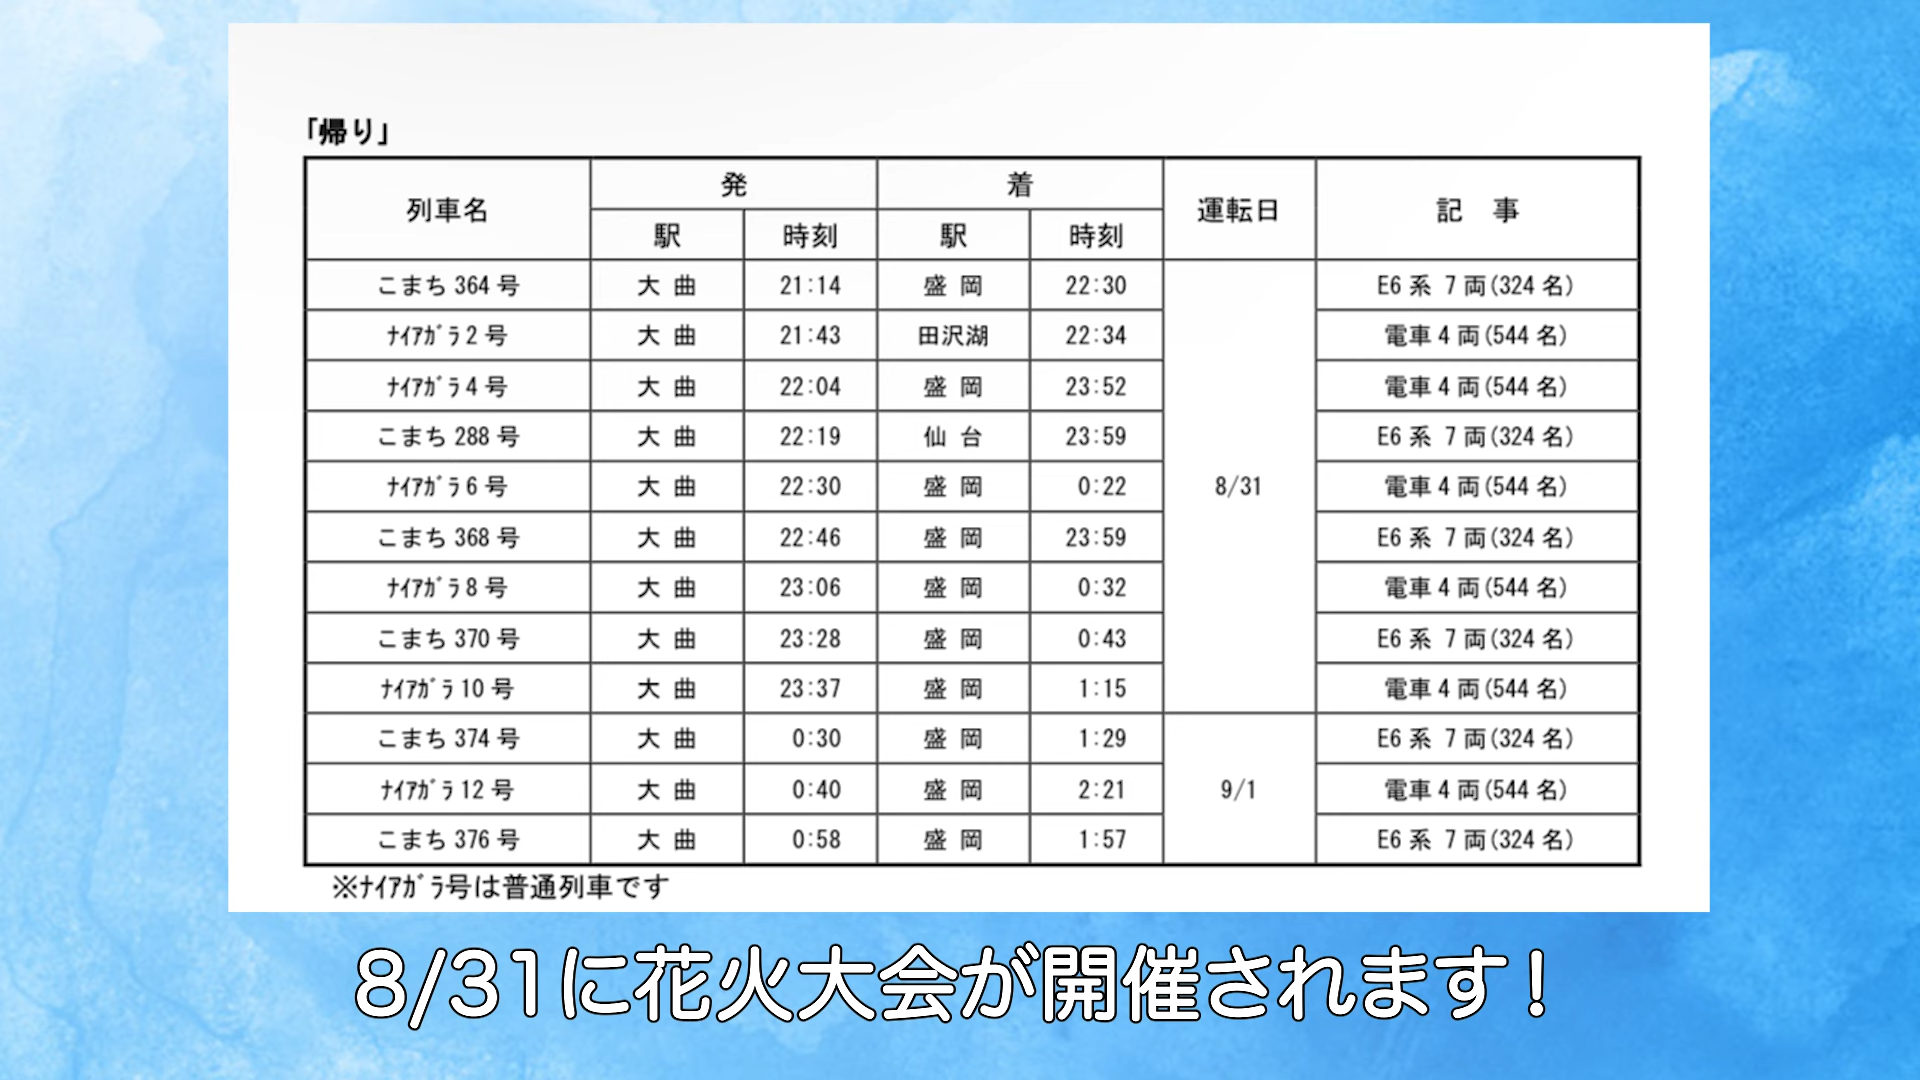 「帰り」
列車名 発 着 運転日 記　事
駅 時刻 駅 時刻
こまち 364 号 大 曲 21:14 盛 岡 22:30 E6 系 7 両(324 名)
ﾅｲｱｶﾞﾗ 2 号 大 曲 21:43 田沢湖 22:34 電車 4 両(544 名)
ﾅｲｱｶﾞﾗ 4 号 大 曲 22:04 盛 岡 23:52 電車 4 両(544 名)
こまち 288 号 大 曲 22:19 仙 台 23:59 E6 系 7 両(324 名)
ﾅｲｱｶﾞﾗ 6 号 大 曲 22:30 盛 岡 0:22 8/31 電車 4 両(544 名)
こまち 368 号 大 曲 22:46 盛 岡 23:59 E6 系 7 両(324 名)
ﾅｲｱｶﾞﾗ 8 号 大 曲 23:06 盛 岡 0:32 電車 4 両(544 名)
こまち 370 号 大 曲 23:28 盛 岡 0:43 E6 系 7 両(324 名)
ﾅｲｱｶﾞﾗ 10 号 大 曲 23:37 盛 岡 1:15 電車 4 両(544 名)
こまち 374 号 大 曲 0:30 盛 岡 1:29 E6 系 7 両(324 名)
ﾅｲｱｶﾞﾗ 12 号 大 曲 0:40 盛 岡 2:21 9/1 電車 4 両(544 名)
こまち 376 号 大 曲 0:58 盛 岡 1:57 E6 系 7 両(324 名)
※ﾅｲｱｶﾞﾗ号は普通列車です
8/31に花火大会が開催されます!